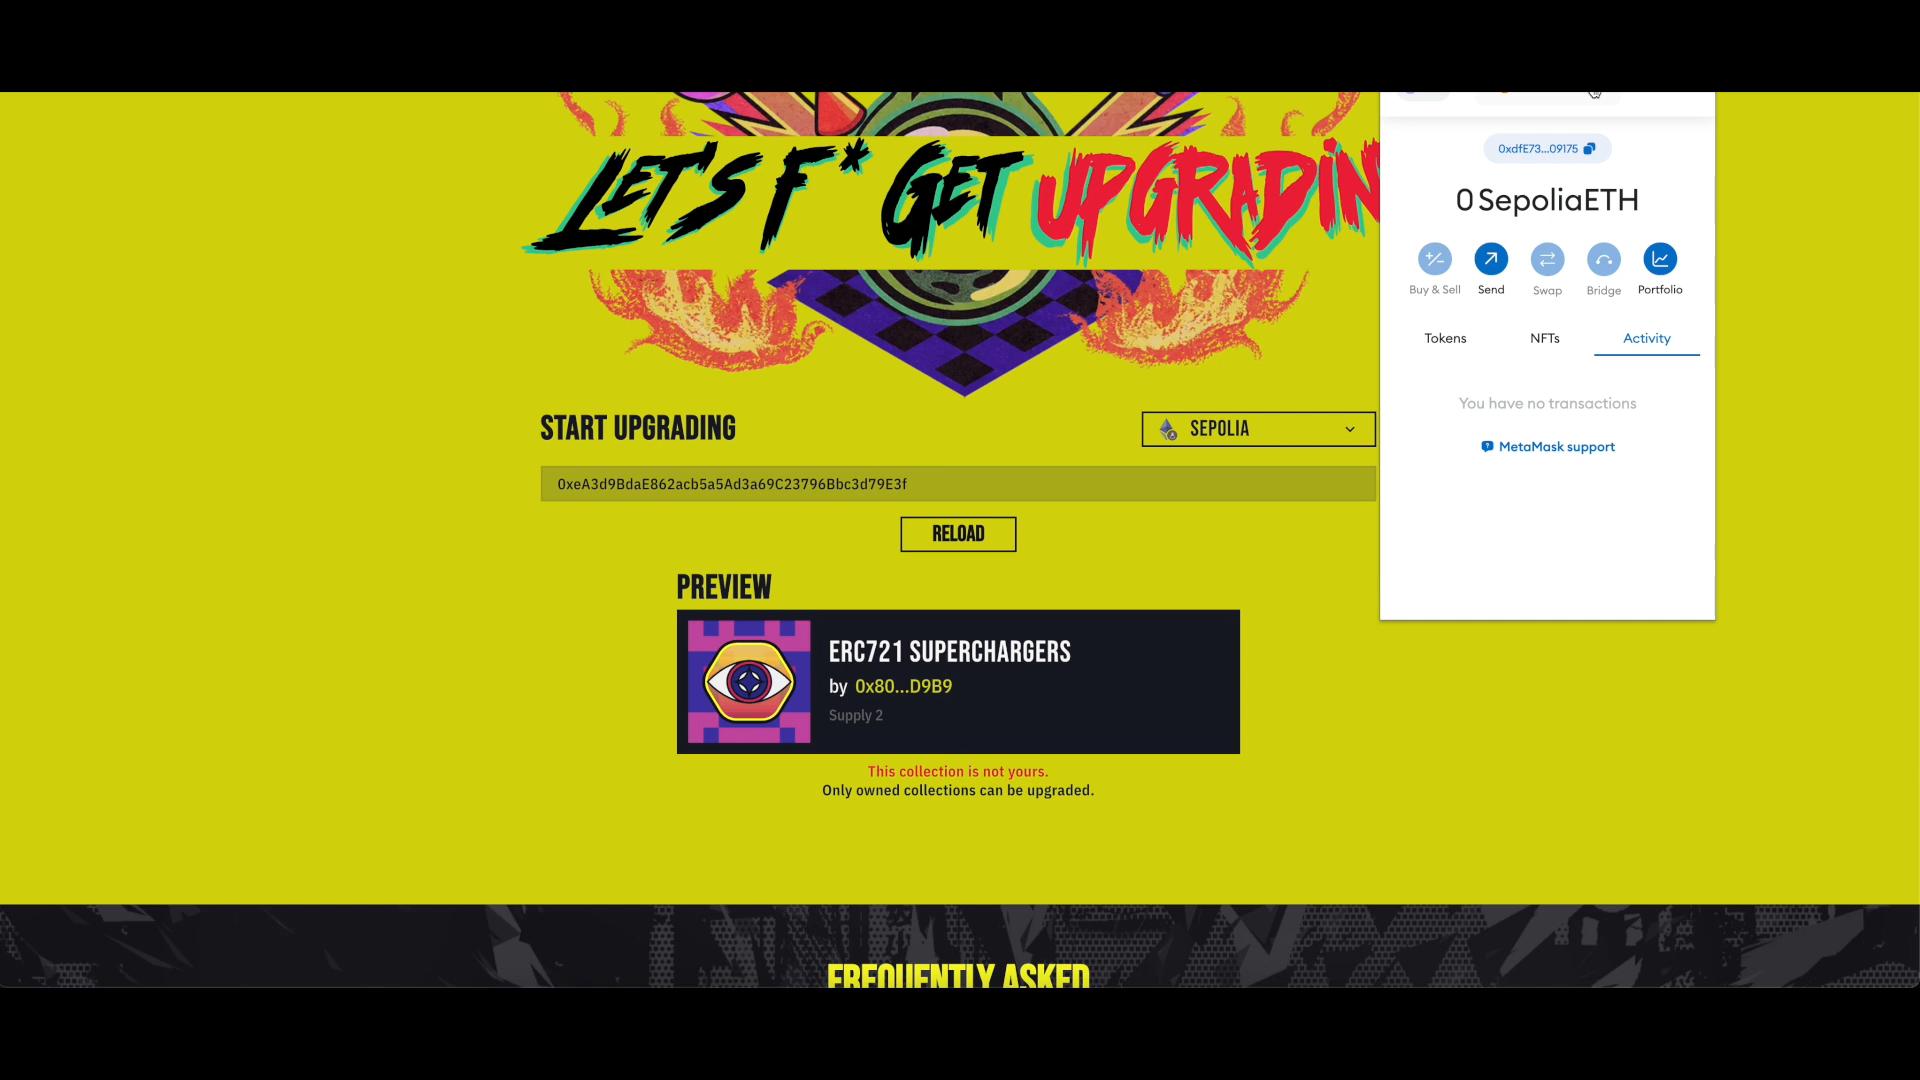 LET'S F* GET UPGRADIN
START UPGRADING
SEPOLIA
0xeA3d9BdaE862acb5a5Ad3a69C23796Bbc3d79E3f
RELOAD
PREVIEW
ERC721 SUPERCHARGERS
by 0x80...D9B9
Supply 2
This collection is not yours.
Only owned collections can be upgraded.
FREQUENTLY ASKED
0xdfE73...09175
0 SepoliaETH
Buy & Sell
Send
Swap
Bridge
Portfolio
Tokens
NFTs
Activity
You have no transactions
MetaMask support